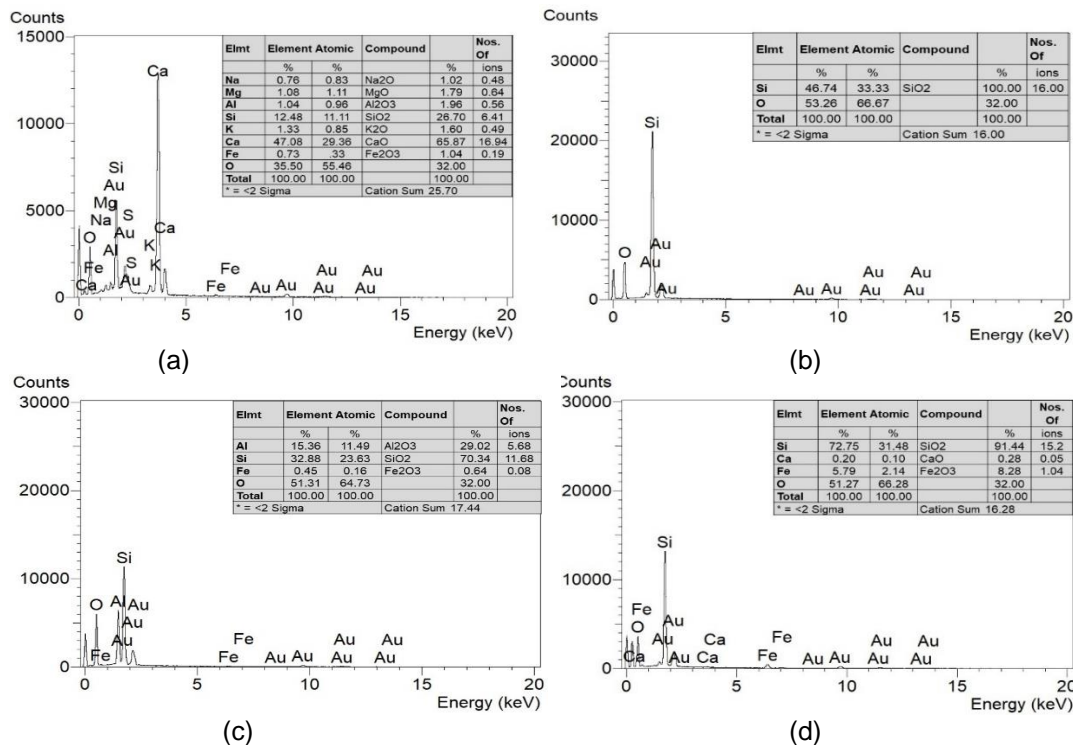 Counts
15000
10000
5000
0
Elmt Element Atomic Compound Nos. Of
% % % ions
Na 0.76 0.83 Na2O 1.02 0.48
Mg 1.08 1.11 MgO 1.79 0.64
Al 1.04 0.96 Al2O3 1.96 0.56
Si 12.48 11.11 SiO2 26.70 6.41
K 1.33 0.85 K2O 1.60 0.49
Ca 47.08 29.36 CaO 65.87 16.94
Fe 0.73 .33 Fe2O3 1.04 0.19
O 35.50 55.46 32.00
Total 100.00 100.00 100.00
* = <2 Sigma Cation Sum 25.70
Ca
Si
Au
Mg S
Na Au Ca
O K
Al S
Fe K Fe Au Au
Ca Au Fe Au Au Au Au
0 5 10 15 20
Energy (keV)
(a)
Counts
30000
20000
10000
0
Elmt Element Atomic Compound Nos. Of
% % % ions
Si 46.74 33.33 SiO2 100.00 16.00
O 53.26 66.67 32.00
Total 100.00 100.00 100.00
* = <2 Sigma Cation Sum 16.00
Si
O Au
Au Au Au
Au Au Au Au Au
0 5 10 15 20
Energy (keV)
(b)
Counts
30000
20000
10000
0
Elmt Element Atomic Compound Nos. Of
% % % ions
Al 15.36 11.49 Al2O3 29.02 5.68
Si 32.88 23.63 SiO2 70.34 11.68
Fe 0.45 0.16 Fe2O3 0.64 0.08
O 51.31 64.73 32.00
Total 100.00 100.00 100.00
* = <2 Sigma Cation Sum 17.44
Si
O Al Au
Au
Au Fe Au Au
Fe Au Fe Au Au Au Au
0 5 10 15 20
Energy (keV)
(c)
Counts
30000
20000
10000
0
Elmt Element Atomic Compound Nos. Of
% % % ions
Si 72.75 31.48 SiO2 91.44 15.2
Ca 0.20 0.10 CaO 0.28 0.05
Fe 5.79 2.14 Fe2O3 8.28 1.04
O 51.27 66.28 32.00
Total 100.00 100.00 100.00
* = <2 Sigma Cation Sum 16.28
Si
Fe
O Au
Au Ca Fe Au Au
Ca Au Ca Fe Au Au Au Au
0 5 10 15 20
Energy (keV)
(d)